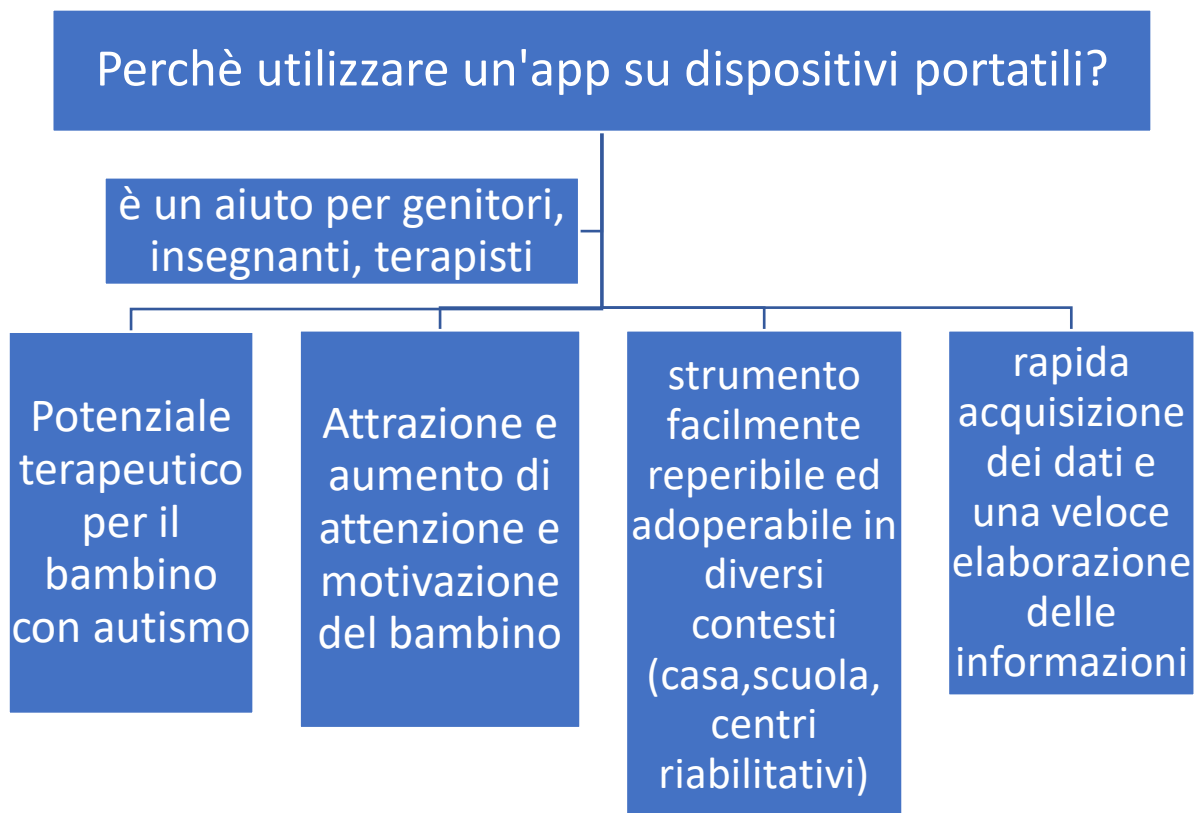 Perchè utilizzare un'app su dispositivi portatili?
è un aiuto per genitori,
insegnanti, terapisti
Potenziale
terapeutico
per il
bambino
con autismo
Attrazione e
aumento di
attenzione e
motivazione
del bambino
strumento
facilmente
reperibile ed
adoperabile in
diversi
contesti
(casa,scuola,
centri
riabilitativi)
rapida
acquisizione
dei dati e
una veloce
elaborazione
delle
informazioni